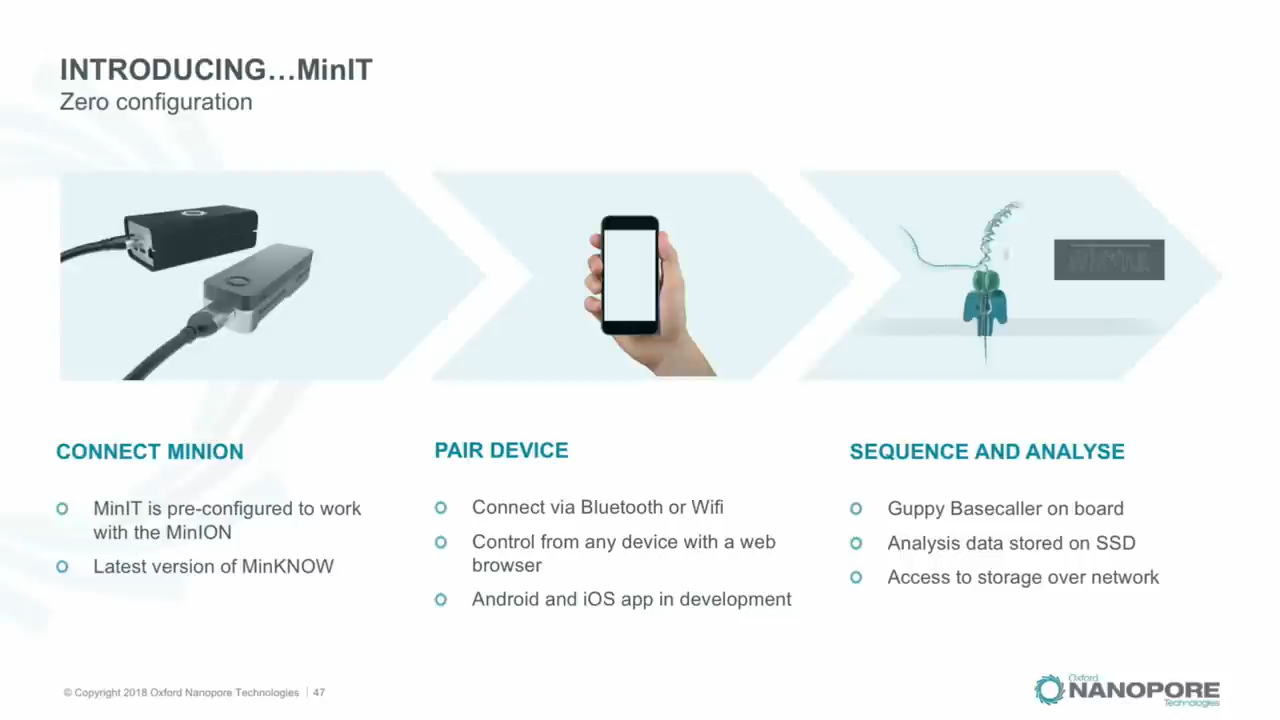 INTRODUCING…MinIT
Zero configuration
CONNECT MINION
MinIT is pre-configured to work
with the MinION
Latest version of MinKNOW
PAIR DEVICE
Connect via Bluetooth or Wifi
Control from any device with a web
browser
Android and iOS app in development
SEQUENCE AND ANALYSE
Guppy Basecaller on board
Analysis data stored on SSD
Access to storage over network
© Copyright 2018 Oxford Nanopore Technologies | 47
Oxford
NANOPORE
Technologies